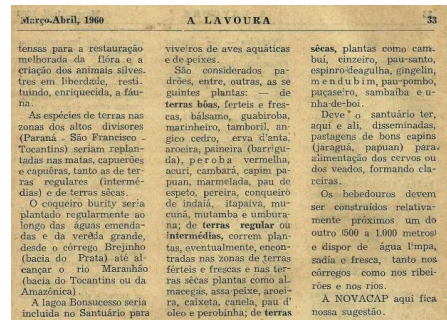 Março-Abril, 1960
A LAVOURA
33
tensas para a restauração
melhorada da flóra e a
criação dos animais silves-
tres em liberdade, resti-
tuindo, enriquecida, a fáu-
na.
As espécies de terras nas
zonas dos altos divisores
(Paraná - São Francisco -
Tocantins) seriam replan-
tadas nas matas, capuerões
e capuêras, tanto as de ter-
ras regulares (intermé-
dias) e de terras sêcas.
O coqueiro burity seria
plantado regularmente ao
longo das águas emenda-
das e da verêda grande,
desde o córrego Brejinho
(bacia do Prata) até al-
cançar o rio Maranhão
(bacia do Tocantins ou da
Amazônia).
A lagoa Bonsucesso seria
incluida no Santuário para
viveiros de aves aquáticas
e de peixes.
São considerados pa-
drões, entre, outras, as se
guintes plantas: — de
terras bôas, ferteis e fres-
cas, bálsamo, guabiroba,
marinheiro, tamboril, an-
gico cedro, erva d'anta,
aroeira, paineira (barrigu-
da), peroba vermelha,
acuri, cambará, capim pa-
puan, marmelada, pau de
espeto, pereira, conqueiro
de indaiá, itapaiva, mu-
cunã, mutamba e umbura-
na; de terras regular ou
intermédias, correm plan-
tas, eventualmente, encon-
tradas nas zonas de terras
férteis e frescas e nas ter-
ras sêcas plantas como al-
macegas, assa-peixe, aroei-
ra, caixeta, canela, pau d'
oleo e perobinha; de terras
sêcas, plantas como cam-
buí, cinzeiro, pau-santo,
espinro-deagulha, gingelin,
mendubim, pau-pombo,
puçaseiro, sambaíba e u-
nha-de-boi.
Deve o santuário ter,
aqui e ali, disseminadas,
pastagens de bons capins
(jaraguá, papuan) para
alimentação dos cervos ou
dos veados, formando cla-
reiras.
Os bebedouros devem
ser construidos relativa-
mente próximos um do
outro (500 a 1.000 metros)
e dispor de água l'mpa,
sadia e fresca, tanto nos
córregos como nos ribei-
rões e nos rios.
A NOVACAP aqui fica
nossa sugestão.